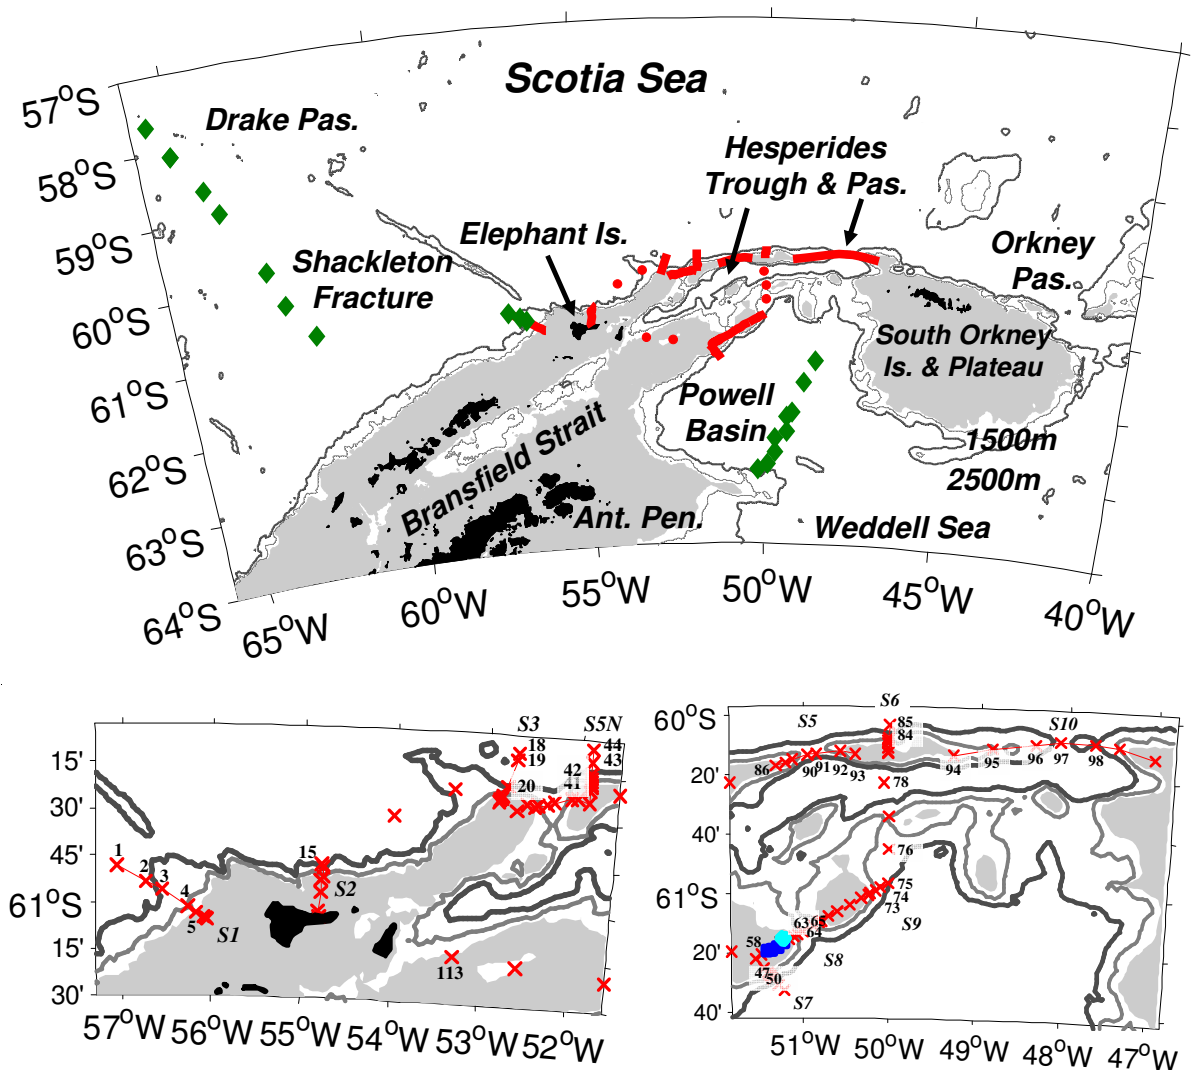 Scotia Sea
57°S
Drake Pas.
Hesperides
Trough & Pas.
58°S
59°S
Elephant Is.
Orkney
Pas.
Shackleton
Fracture
60°S
South Orkney
Is. & Plateau
61°S
Powell
Basin
1500m
2500m
62°S
Bransfield Strait
Ant. Pen.
Weddell Sea
63°S
64°S
65°W
60°W
55°W
50°W
45°W
40°W
S3
S5N
15'
18
19
44
43
42
41
20
30'
45'
1
2
3
4
5
15
S2
61°S
S1
15'
113
30'
57°W 56°W 55°W 54°W 53°W 52°W
S6
60°S
S5
85
84
S10
86
90
91
92
93
94
95
96
97
98
20'
78
40'
76
61°S
75
74
73
S9
63
65
64
58
S8
20'
47
50
S7
40'
51°W 50°W 49°W 48°W 47°W